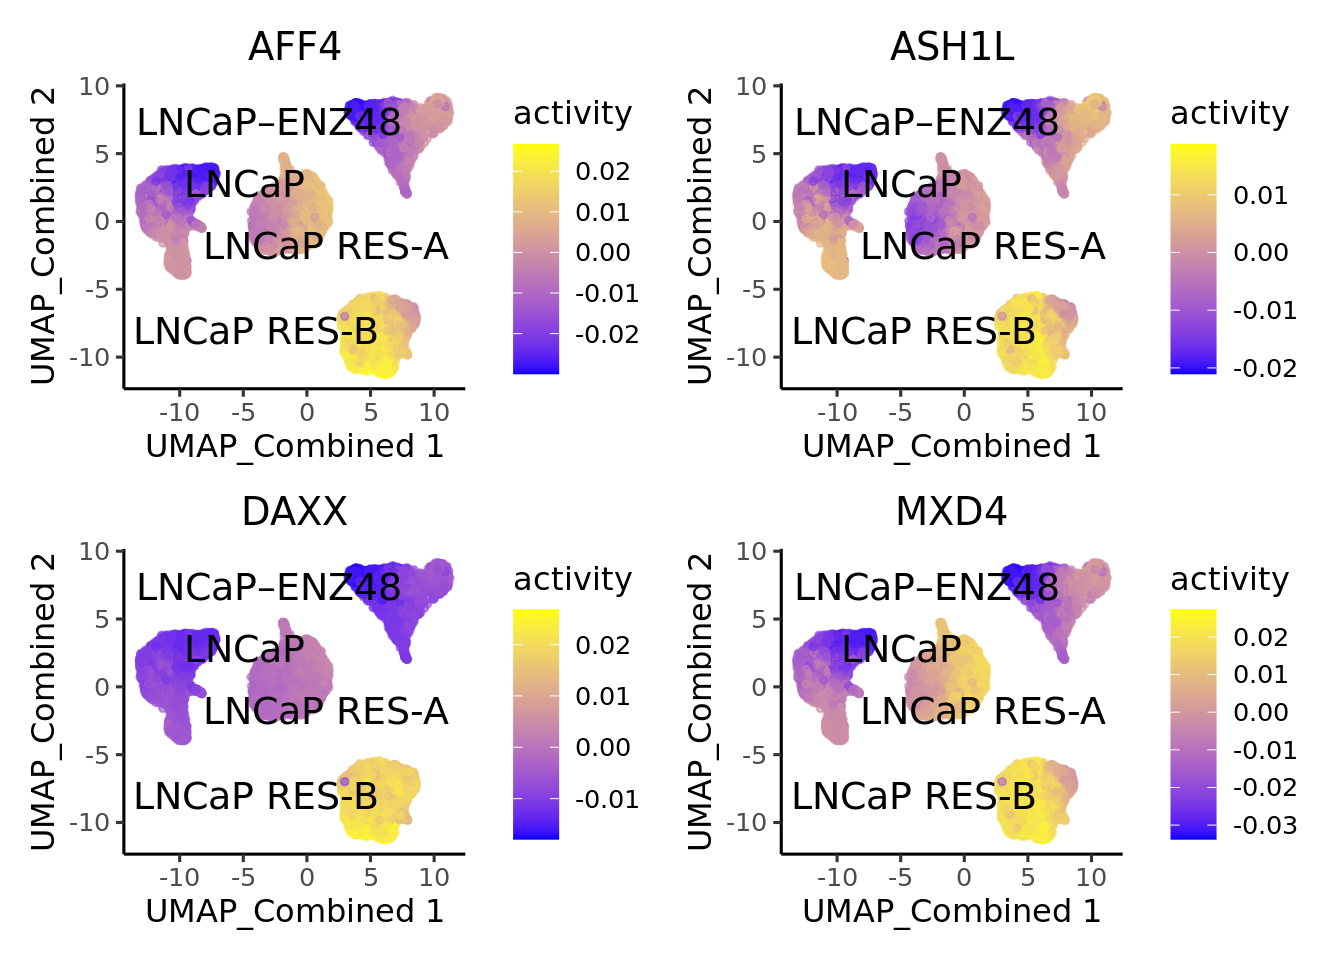 AFF4
UMAP_Combined 2
10
5
0
-5
-10
LNCaP–ENZ48
LNCaP
LNCaP RES-A
LNCaP RES-B
-10 -5 0 5 10
UMAP_Combined 1
activity
0.02
0.01
0.00
-0.01
-0.02
ASH1L
UMAP_Combined 2
10
5
0
-5
-10
LNCaP–ENZ48
LNCaP
LNCaP RES-A
LNCaP RES-B
-10 -5 0 5 10
UMAP_Combined 1
activity
0.01
0.00
-0.01
-0.02
DAXX
UMAP_Combined 2
10
5
0
-5
-10
LNCaP–ENZ48
LNCaP
LNCaP RES-A
LNCaP RES-B
-10 -5 0 5 10
UMAP_Combined 1
activity
0.02
0.01
0.00
-0.01
MXD4
UMAP_Combined 2
10
5
0
-5
-10
LNCaP–ENZ48
LNCaP
LNCaP RES-A
LNCaP RES-B
-10 -5 0 5 10
UMAP_Combined 1
activity
0.02
0.01
0.00
-0.01
-0.02
-0.03